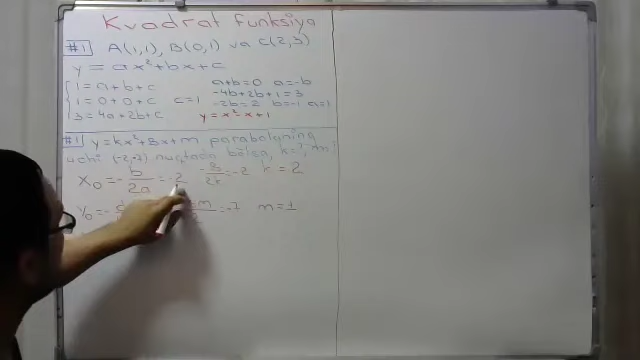 Kvadrat funksiya
#1 A(1,1), B(0,1) va C(2,3)
y = ax²+bx+c
1 = a+b+c a+b=0 a=-b
1 = 0+0+c c=1 -4b+2b+1=3
3 = 4a+2b+c -2b=2 b=-1 a=1
y=x²-x+1
#1 y=kx²+8x+m parabolaning
uchi nuqtada bo'lsa, k=?, m=?
X₀ = -b/2a = -2 -8/2k=-2 k=2
y₀ = -